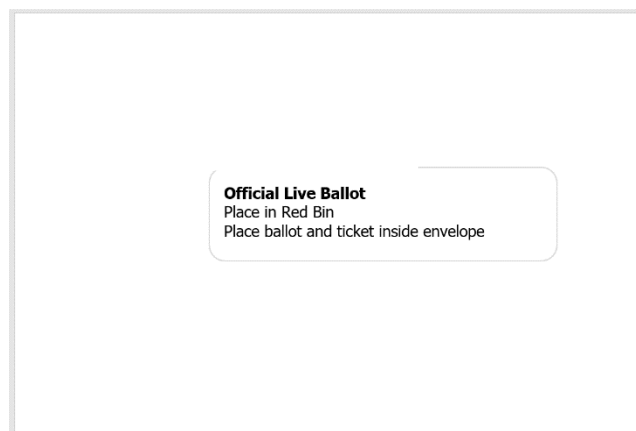 Official Live Ballot
Place in Red Bin
Place ballot and ticket inside envelope